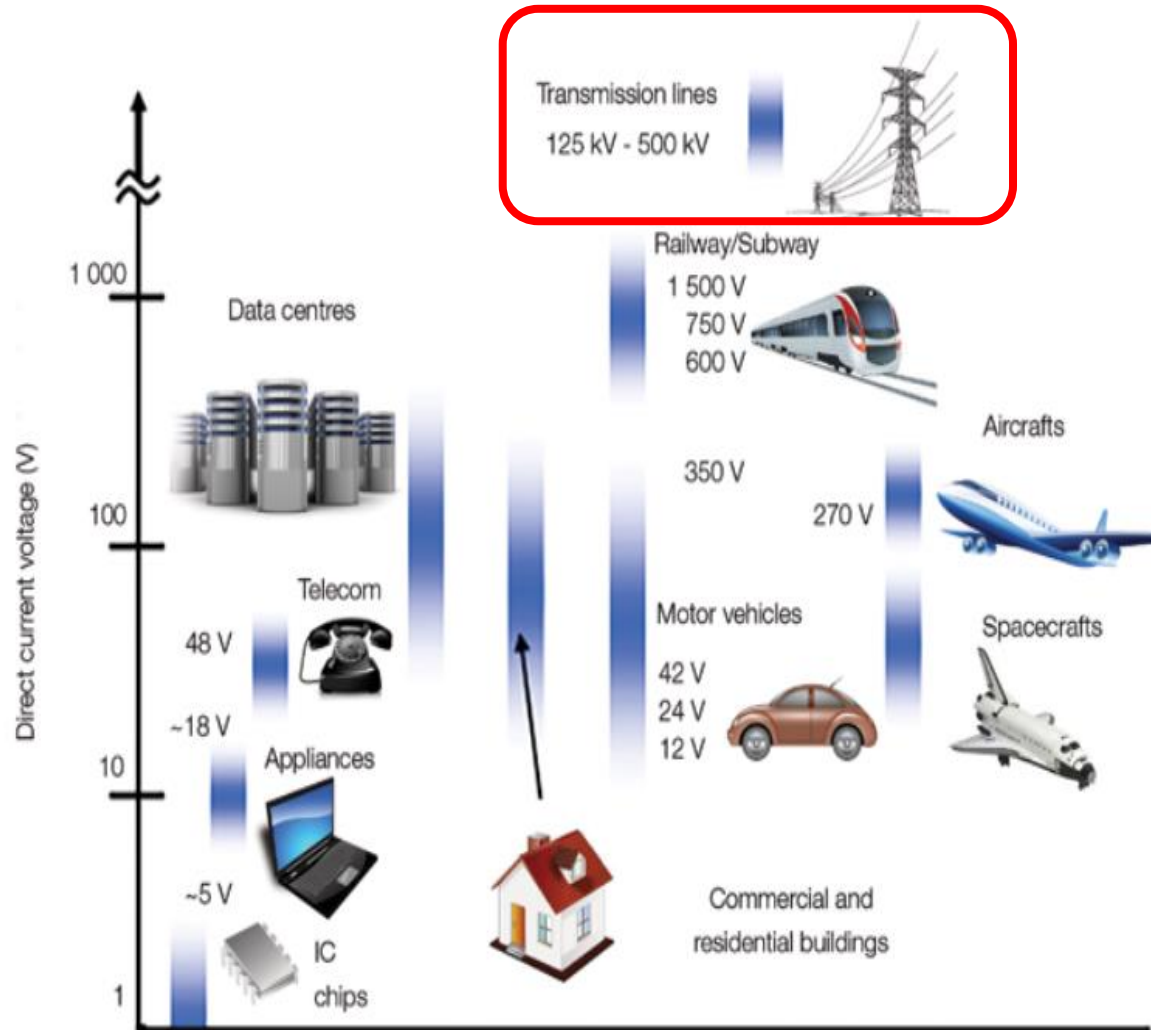 Transmission lines
125 kV - 500 kV
Railway/Subway
1 500 V
750 V
600 V
350 V
1 000
Data centres
Aircrafts
270 V
Direct current voltage (V)
100
Telecom
48 V
Motor vehicles
42 V
24 V
12 V
Spacecrafts
~18 V
Appliances
10
~5 V
IC
chips
Commercial and
residential buildings
1